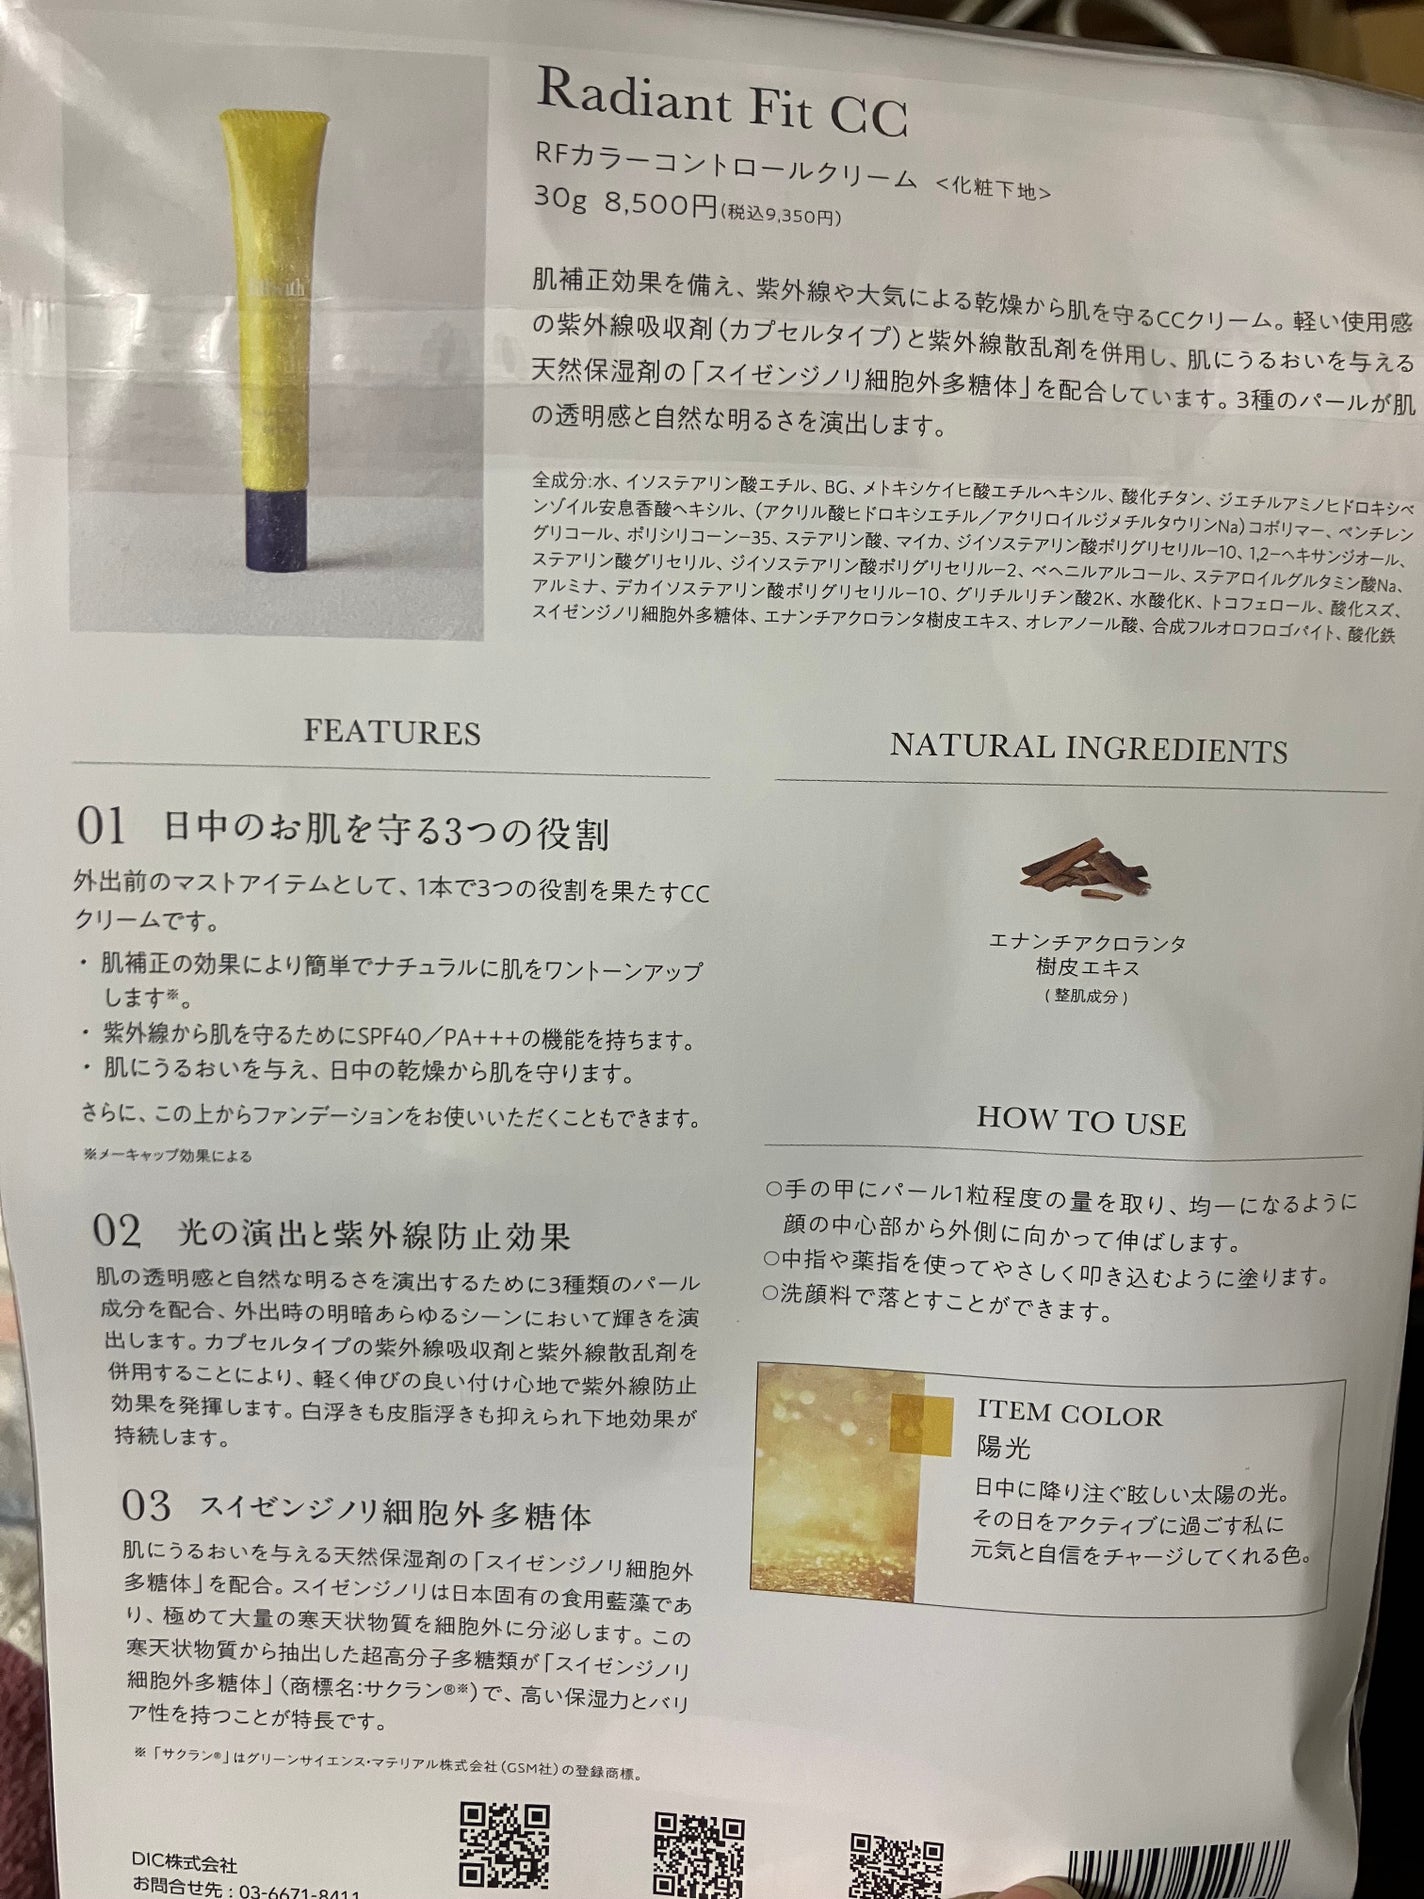 Radiant Fit CC
RFカラーコントロールクリーム <化粧下地>
30g 8,500円(税込9,350円)
肌補正効果を備え、紫外線や大気による乾燥から肌を守るCCクリーム。軽い使用感
の紫外線吸収剤(カプセルタイプ)と紫外線散乱剤を併用し、肌にうるおいを与える
天然保湿剤の「スイゼンジノリ細胞外多糖体」を配合しています。3種のパールが肌
の透明感と自然な明るさを演出します。
全成分:水、イソステアリン酸エチル、BG、メトキシケイヒ酸エチルヘキシル、酸化チタン、ジエチルアミノヒドロキシベ
ンゾイル安息香酸ヘキシル、(アクリル酸ヒドロキシエチル/アクリロイルジメチルタウリンNa)コポリマー、ペンチレン
グリコール、ポリシリコーン-35、ステアリン酸、マイカ、ジイソステアリン酸ポリグリセリル-10、1,2-ヘキサンジオール、
ステアリン酸グリセリル、ジイソステアリン酸ポリグリセリル-2、ベヘニルアルコール、ステアロイルグルタミン酸Na、
アルミナ、デカイソステアリン酸ポリグリセリル-10、グリチルリチン酸2K、水酸化K、トコフェロール、酸化スズ、
スイゼンジノリ細胞外多糖体、エナンチアクロランタ樹皮エキス、オレアノール酸、合成フルオロフロゴパイト、酸化鉄
FEATURES
01 日中のお肌を守る3つの役割
外出前のマストアイテムとして、1本で3つの役割を果たすCC
クリームです。
・ 肌補正の効果により簡単でナチュラルに肌をワントーンアップ
します※。
・ 紫外線から肌を守るためにSPF40/PA+++の機能を持ちます。
・ 肌にうるおいを与え、日中の乾燥から肌を守ります。
さらに、この上からファンデーションをお使いいただくこともできます。
※メーキャップ効果による
02 光の演出と紫外線防止効果
肌の透明感と自然な明るさを演出するために3種類のパール
成分を配合、外出時の明暗あらゆるシーンにおいて輝きを演
出します。カプセルタイプの紫外線吸収剤と紫外線散乱剤を
併用することにより、軽く伸びの良い付け心地で紫外線防止
効果を発揮します。白浮きも皮脂浮きも抑えられ下地効果が
持続します。
03 スイゼンジノリ細胞外多糖体
肌にうるおいを与える天然保湿剤の「スイゼンジノリ細胞外
多糖体」を配合。スイゼンジノリは日本固有の食用藍藻であ
り、極めて大量の寒天状物質を細胞外に分泌します。この
寒天状物質から抽出した超高分子多糖類が「スイゼンジノリ
細胞外多糖体」(商標名:サクラン®※)で、高い保湿力とバリ
ア性を持つことが特長です。
※「サクラン®」はグリーンサイエンス・マテリアル株式会社(GSM社)の登録商標。
NATURAL INGREDIENTS
エナンチアクロランタ
樹皮エキス
(整肌成分)
HOW TO USE
○手の甲にパール1粒程度の量を取り、均一になるように
顔の中心部から外側に向かって伸ばします。
○中指や薬指を使ってやさしく叩き込むように塗ります。
○洗顔料で落とすことができます。
ITEM COLOR
陽光
日中に降り注ぐ眩しい太陽の光。
その日をアクティブに過ごす私に
元気と自信をチャージしてくれる色。
DIC株式会社
お問合せ先:03-6671-8411